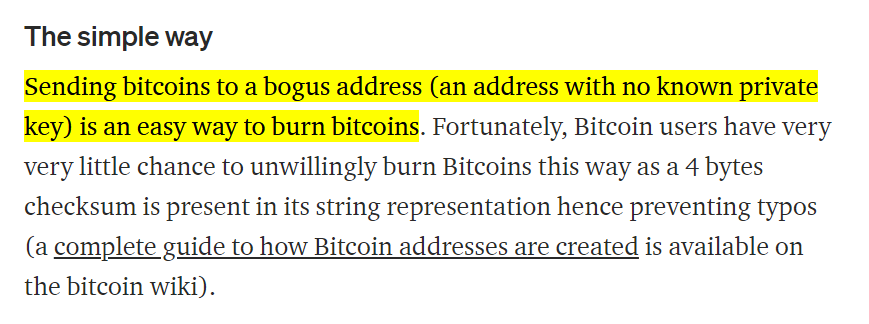 The simple way
Sending bitcoins to a bogus address (an address with no known private
key) is an easy way to burn bitcoins. Fortunately, Bitcoin users have very
very little chance to unwillingly burn Bitcoins this way as a 4 bytes
checksum is present in its string representation hence preventing typos
(a complete guide to how Bitcoin addresses are created is available on
the bitcoin wiki).